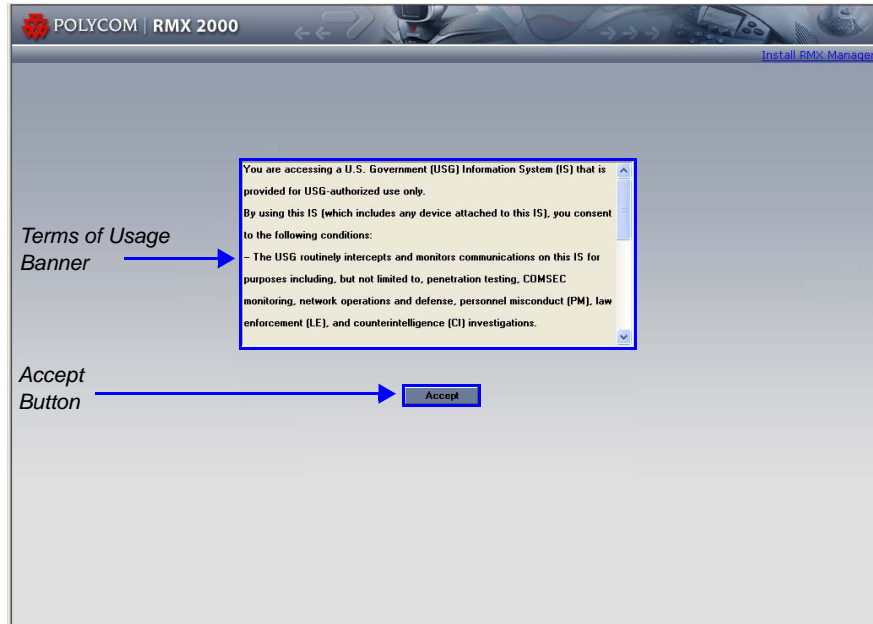 POLYCOM | RMX 2000
Install RMX Manager
You are accessing a U.S. Government (USG) Information System (IS) that is
provided for USG-authorized use only.
By using this IS (which includes any device attached to this IS), you consent
to the following conditions:
– The USG routinely intercepts and monitors communications on this IS for
purposes including, but not limited to, penetration testing, COMSEC
monitoring, network operations and defense, personnel misconduct (PM), law
enforcement (LE), and counterintelligence (CI) investigations.
Terms of Usage
Banner
Accept
Button
Accept